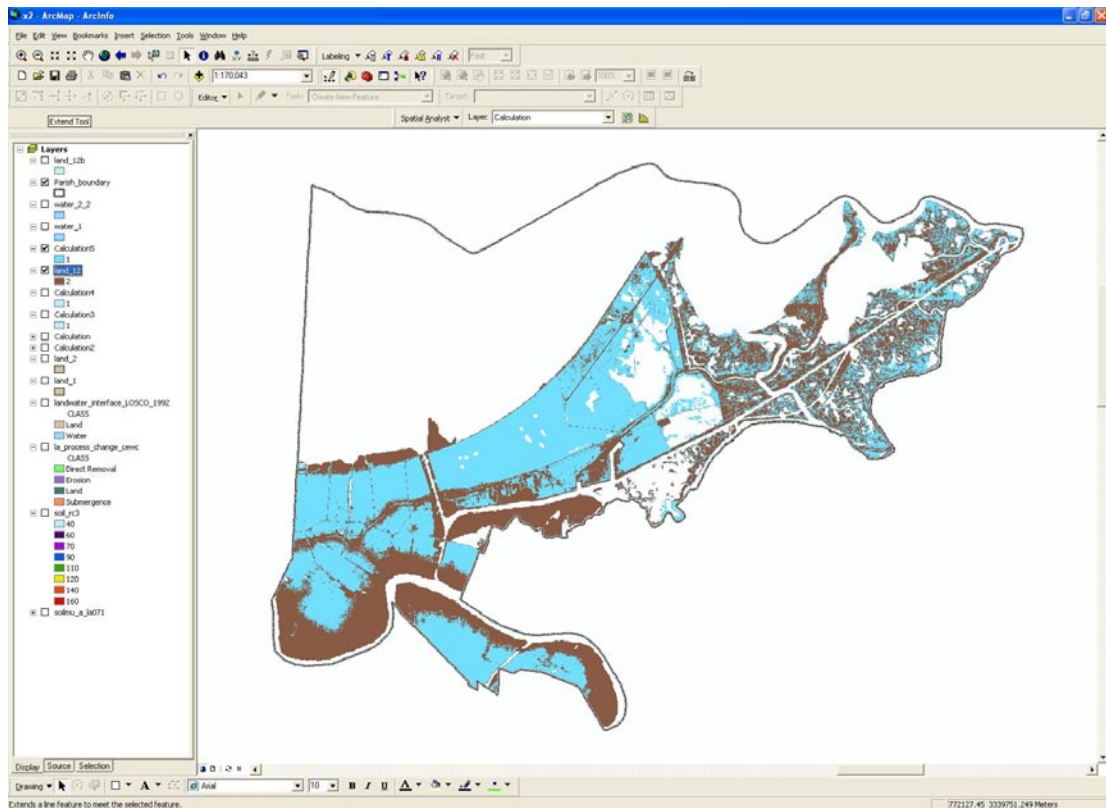 x2 - ArcMap - ArcInfo
File Edit View Bookmarks Insert Selection Tools Window Help
Labeling Fast
1:170,043 100%
Editor Task: Create New Feature Target:
Extend Tool
Spatial Analyst Layer: Calculation
Layers
land_12b
Parish_boundary
water_2_2
water_1
Calculation5
1
land_12
2
Calculation4
1
Calculation3
1
Calculation
Calculation2
land_2
land_1
landwater_interface_LOSCO_1992
CLASS
Land
Water
la_process_change_cewc
CLASS
Direct Removal
Erosion
Land
Submergence
soil_rc3
40
60
70
90
110
120
140
160
soilmu_a_la071
Display Source Selection
Drawing A Arial 10 B I U A
Extends a line feature to meet the selected feature.
772127.45 3339751.249 Meters